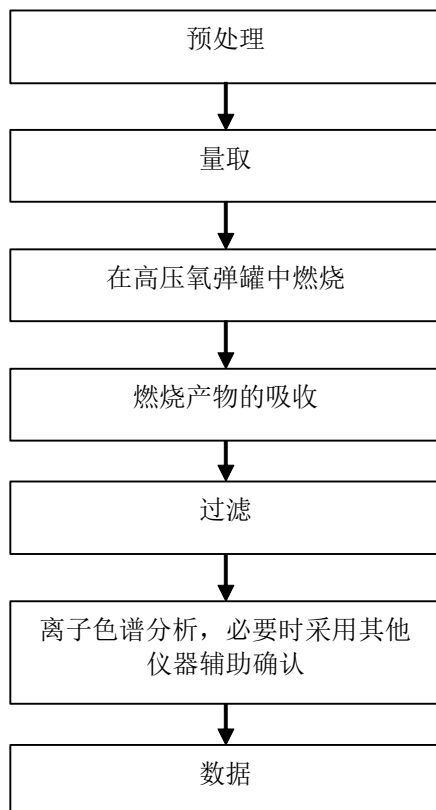 预处理
量取
在高压氧弹罐中燃烧
燃烧产物的吸收
过滤
离子色谱分析，必要时采用其他
仪器辅助确认
数据